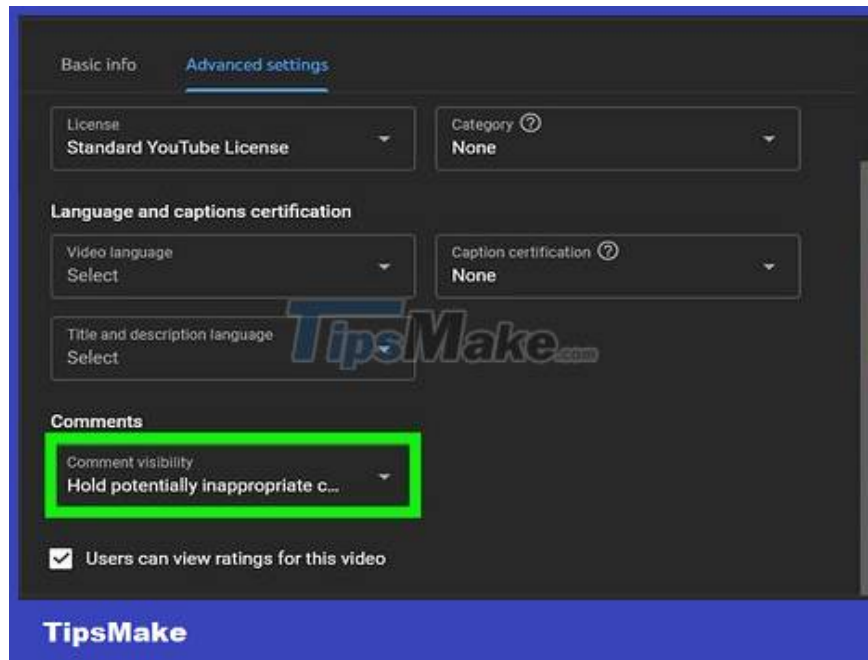 Basic info Advanced settings
License Category
Standard YouTube License None
Language and captions certification
Video language Caption certification
Select None
Title and description language
Select
TipsMake.com
Comments
Comment visibility
Hold potentially inappropriate c...
Users can view ratings for this video
TipsMake